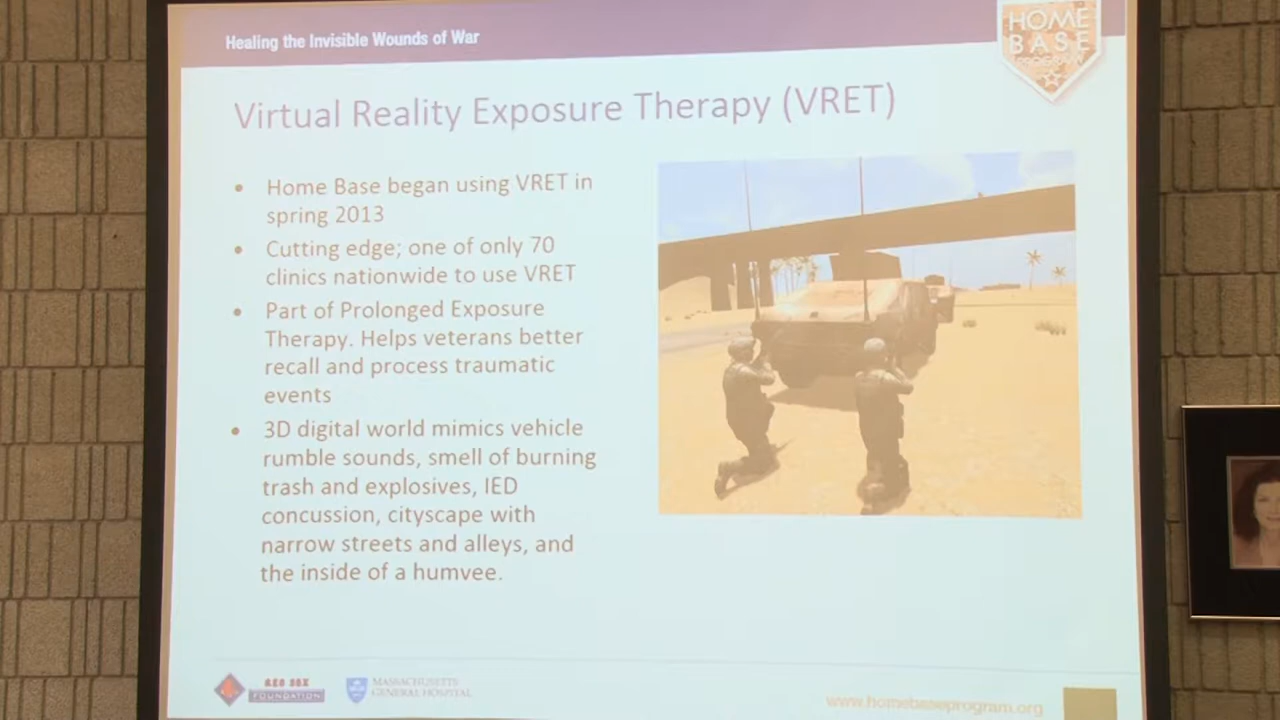 Healing the Invisible Wounds of War
HOME
BASE
PROGRAM
Virtual Reality Exposure Therapy (VRET)
• Home Base began using VRET in
spring 2013
• Cutting edge; one of only 70
clinics nationwide to use VRET
• Part of Prolonged Exposure
Therapy. Helps veterans better
recall and process traumatic
events
• 3D digital world mimics vehicle
rumble sounds, smell of burning
trash and explosives, IED
concussion, cityscape with
narrow streets and alleys, and
the inside of a humvee.
RED SOX
FOUNDATION
MASSACHUSETTS
GENERAL HOSPITAL
www.homebaseprogram.org